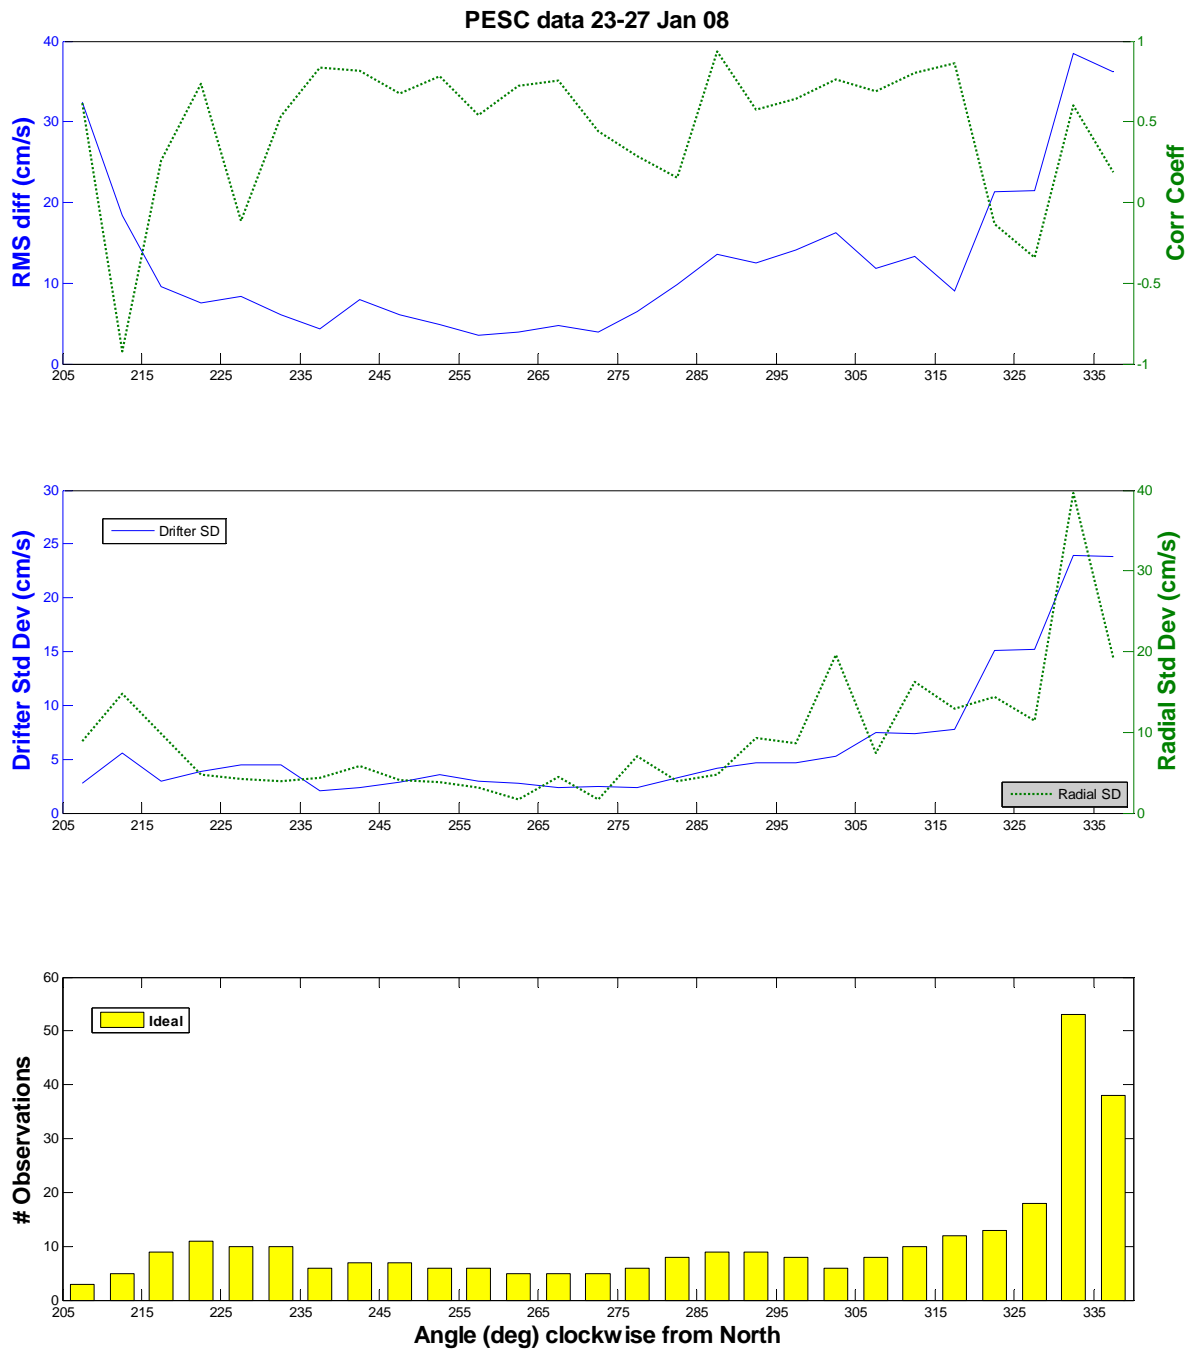 PESC data 23-27 Jan 08
RMS diff (cm/s)
40
30
20
10
0
1
0.5
0
-0.5
-1
Corr Coeff
205 215 225 235 245 255 265 275 285 295 305 315 325 335
Drifter Std Dev (cm/s)
30
25
20
15
10
5
0
Drifter SD
40
30
20
10
0
Radial Std Dev (cm/s)
Radial SD
205 215 225 235 245 255 265 275 285 295 305 315 325 335
# Observations
60
50
40
30
20
10
0
Ideal
205 215 225 235 245 255 265 275 285 295 305 315 325 335
Angle (deg) clockwise from North